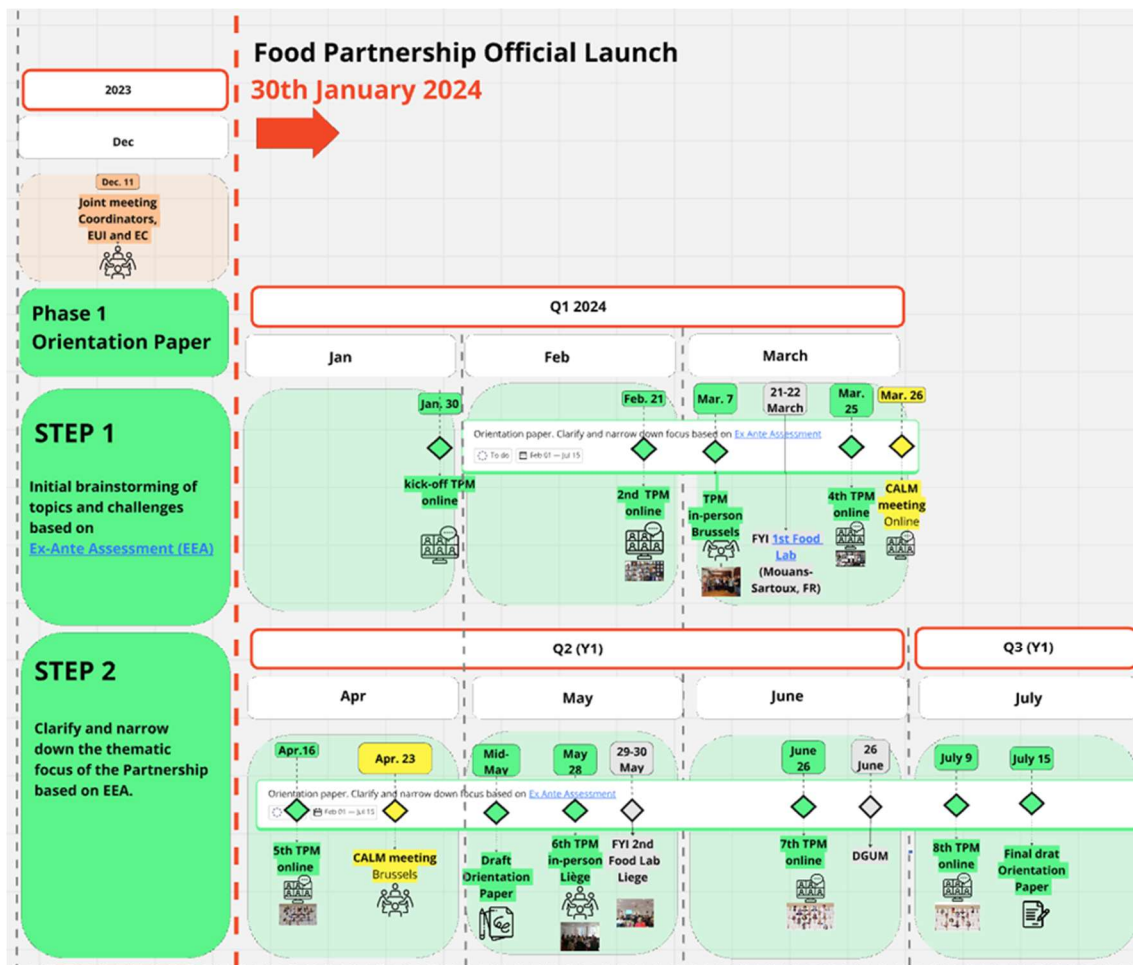 Food Partnership Official Launch
30th January 2024
2023
Dec
Dec. 11
Joint meeting
Coordinators,
EUI and EC
Phase 1
Orientation Paper
Q1 2024
Jan
Feb
March
STEP 1
Initial brainstorming of
topics and challenges
based on
Ex-Ante Assessment (EEA)
Jan. 30
Feb. 21
Mar. 7
21-22
March
Mar.
25
Mar. 26
Orientation paper. Clarify and narrow down focus based on Ex Ante Assessment
To do
Feb 01 — Jul 15
kick-off TPM
online
2nd TPM
online
TPM
in-person
Brussels
FYI 1st Food
Lab
(Mouans-
Sartoux, FR)
4th TPM
online
CALM
meeting
Online
STEP 2
Clarify and narrow
down the thematic
focus of the Partnership
based on EEA.
Q2 (Y1)
Q3 (Y1)
Apr
May
June
July
Apr.16
Apr. 23
Mid-
May
May
28
29-30
May
June
26
26
June
July 9
July 15
Orientation paper. Clarify and narrow down focus based on Ex Ante Assessment
Feb 01 — Jul 15
5th TPM
online
CALM meeting
Brussels
Draft
Orientation
Paper
6th TPM
in-person
Liège
FYI 2nd
Food Lab
Liege
7th TPM
online
DGUM
8th TPM
online
Final drat
Orientation
Paper